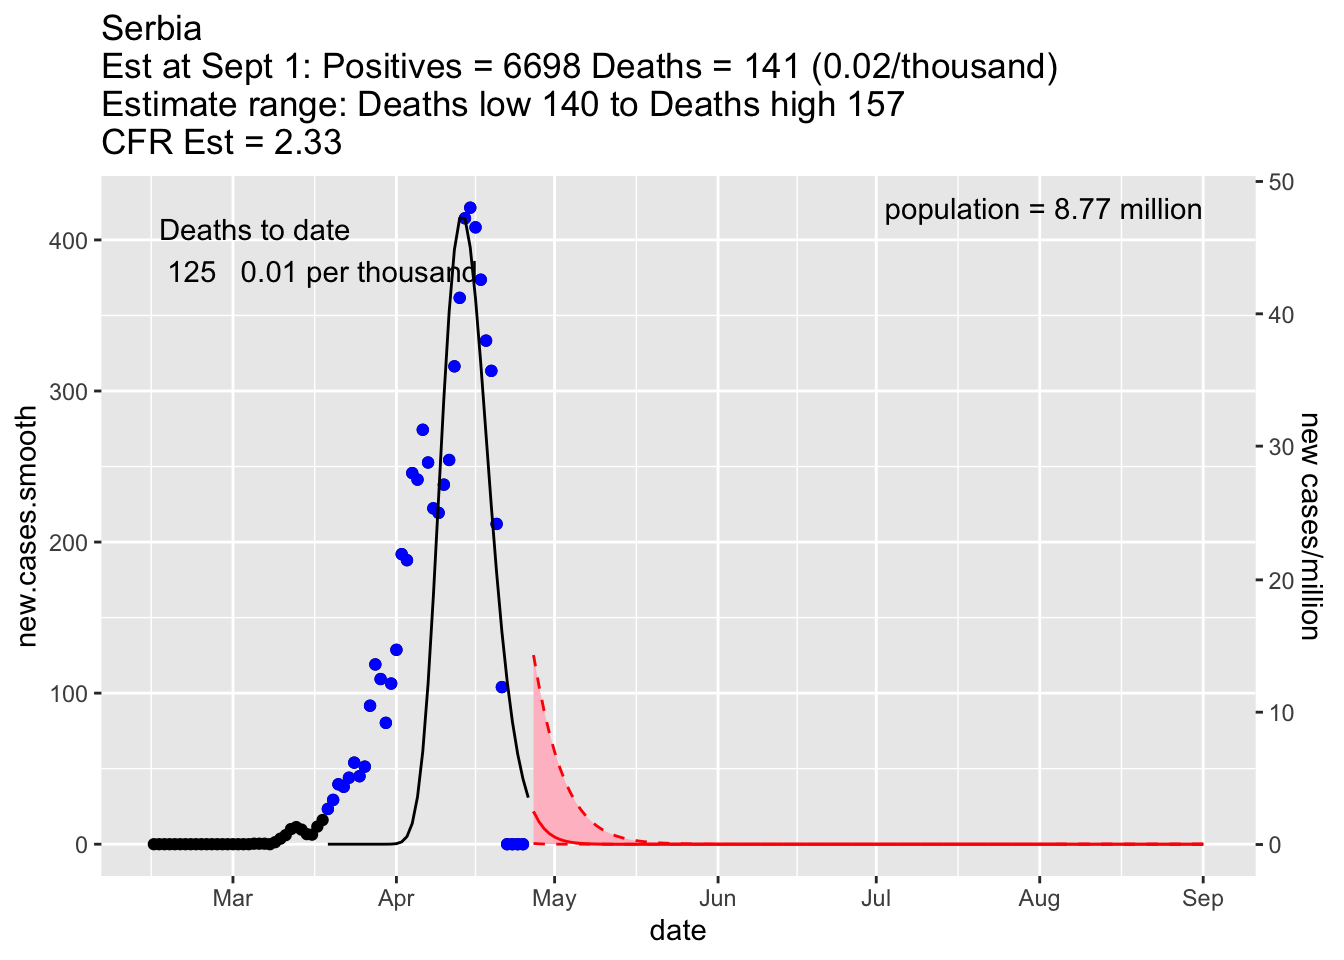 Serbia
Est at Sept 1: Positives = 6698 Deaths = 141 (0.02/thousand)
Estimate range: Deaths low 140 to Deaths high 157
CFR Est = 2.33
Deaths to date
125 0.01 per thousand
population = 8.77 million
400
300
200
100
0
new.cases.smooth
50
40
30
20
10
0
new cases/million
Mar Apr May Jun Jul Aug Sep
date